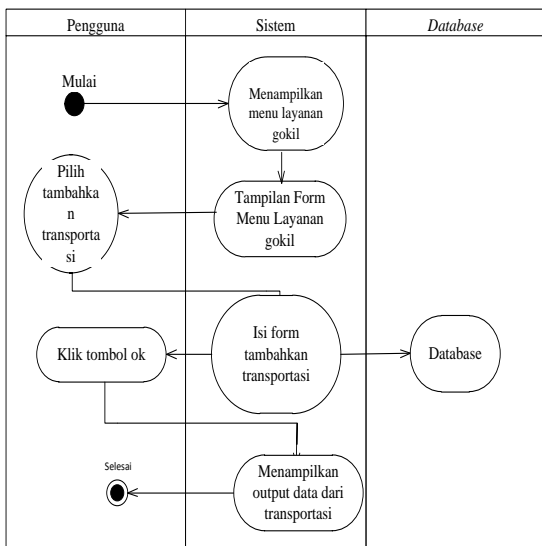 Pengguna
Sistem
Database
Mulai
Menampilkan
menu layanan
gokil
Pilih
tambahka
n
transporta
si
Tampilan Form
Menu Layanan
gokil
Isi form
tambahkan
transportasi
Klik tombol ok
Database
Selesai
Menampilkan
output data dari
transportasi